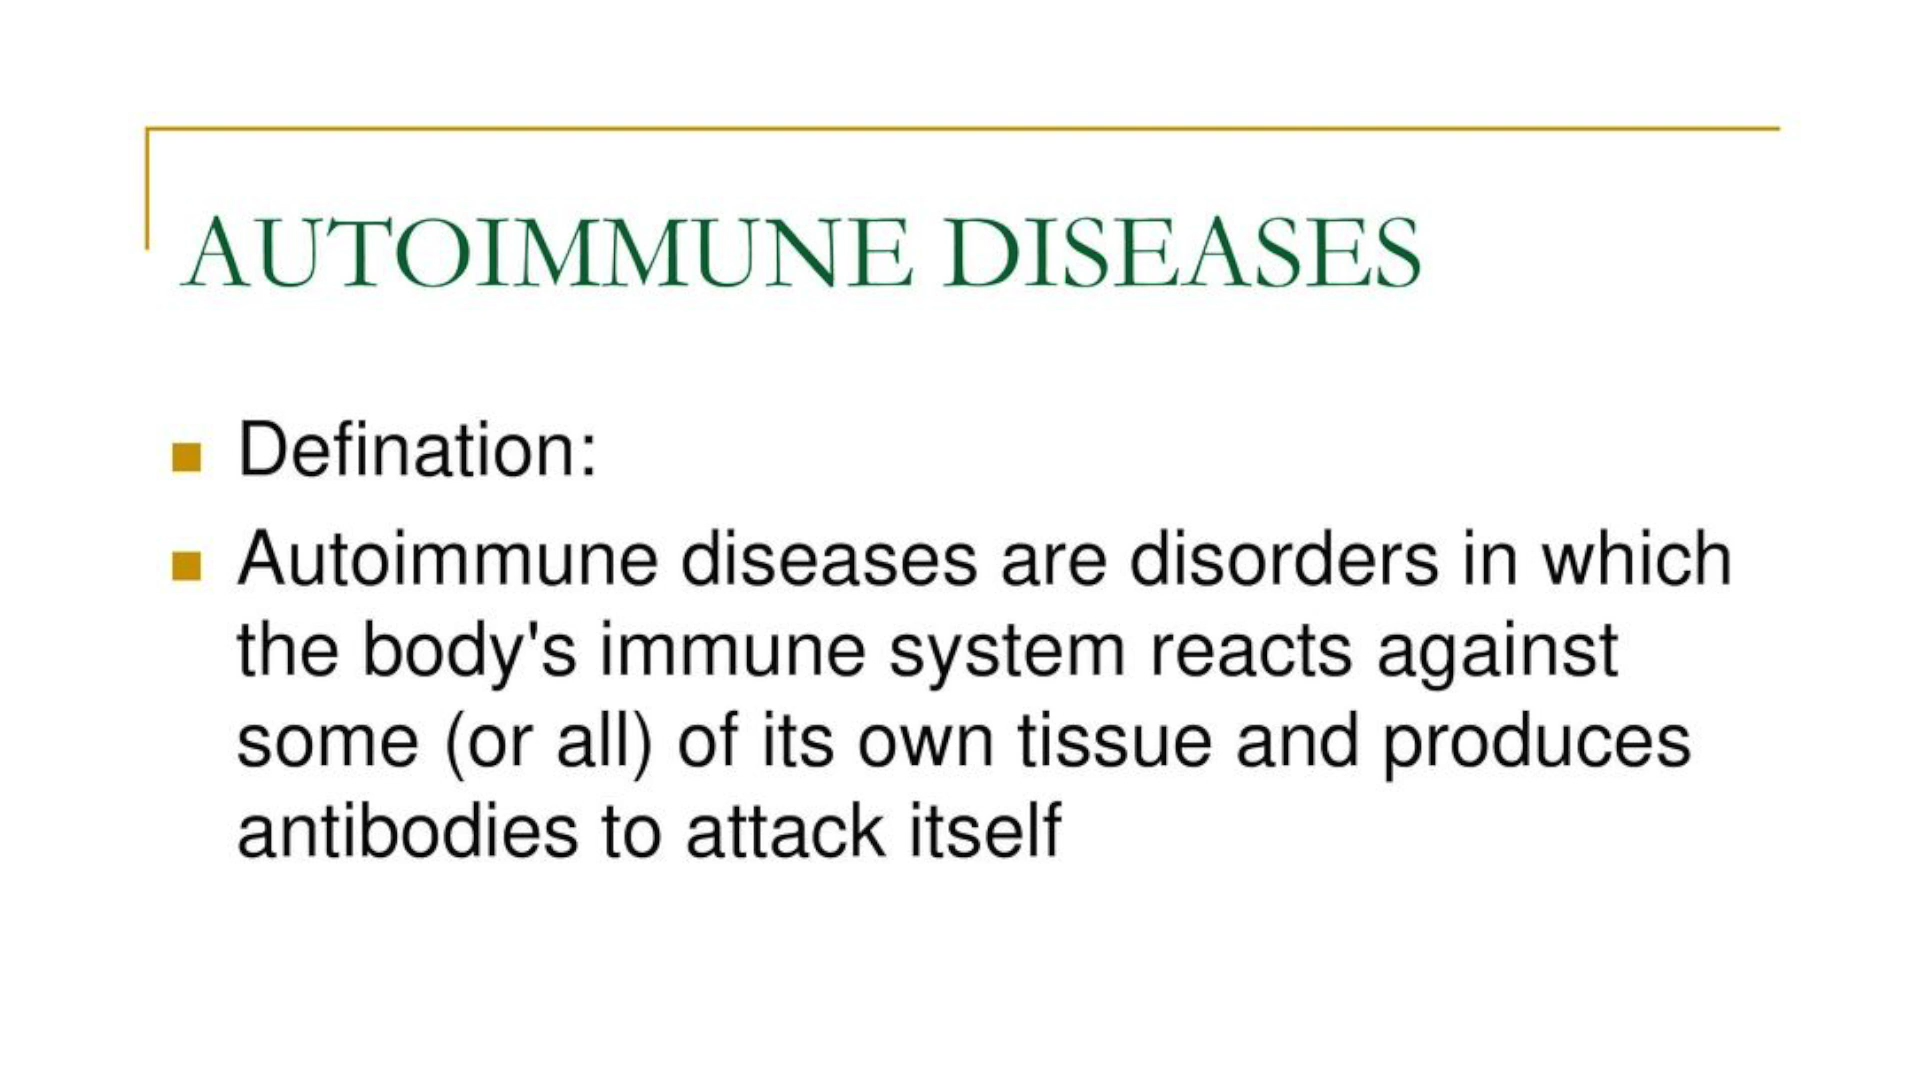 AUTOIMMUNE DISEASES
Defination:
Autoimmune diseases are disorders in which
the body's immune system reacts against
some (or all) of its own tissue and produces
antibodies to attack itself